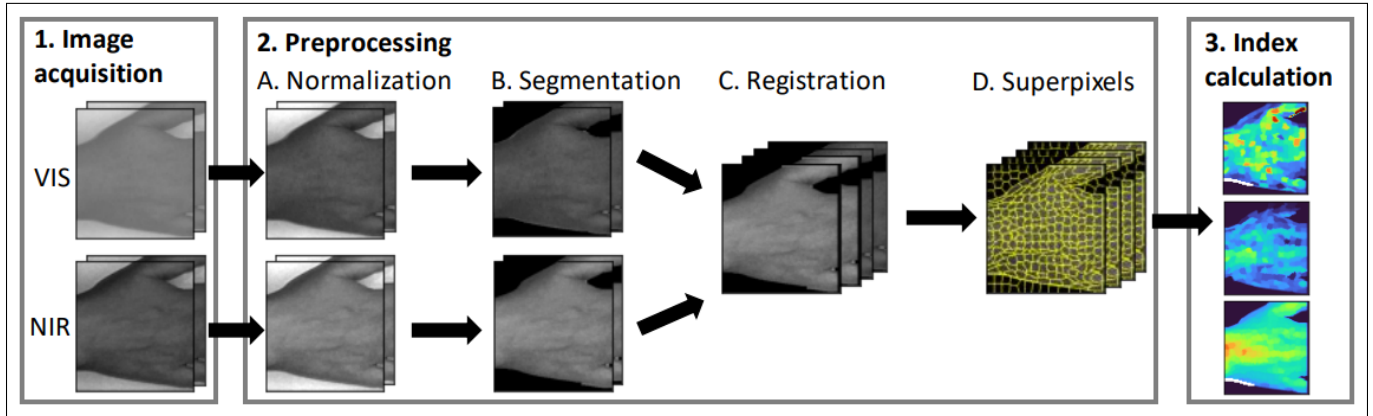 1. Image
acquisition
2. Preprocessing
A. Normalization
B. Segmentation
C. Registration
D. Superpixels
3. Index
calculation
VIS
NIR